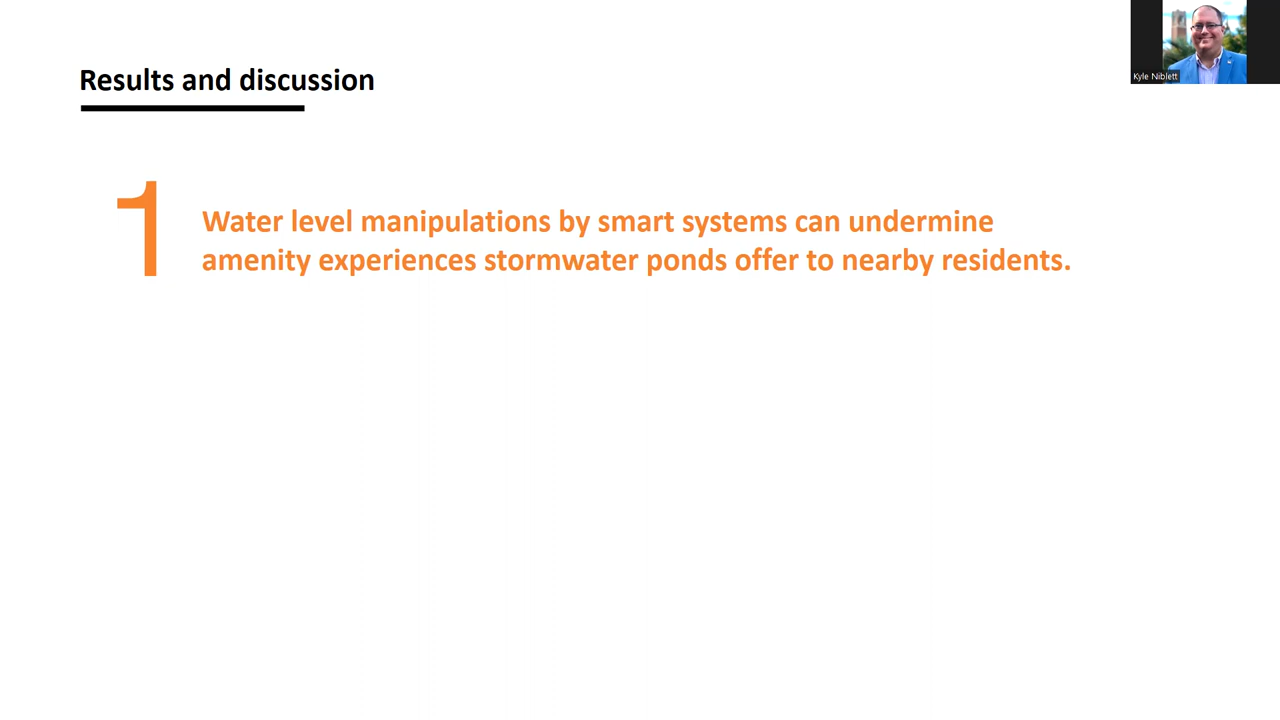 Results and discussion
Kyle Niblett
1
Water level manipulations by smart systems can undermine
amenity experiences stormwater ponds offer to nearby residents.